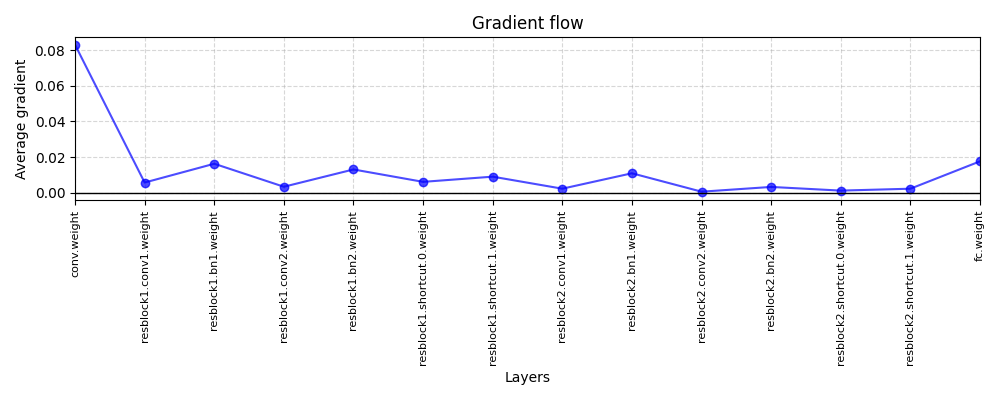 Gradient flow
Average gradient
0.08
0.06
0.04
0.02
0.00
conv.weight
resblock1.conv1.weight
resblock1.bn1.weight
resblock1.conv2.weight
resblock1.bn2.weight
resblock1.shortcut.0.weight
resblock1.shortcut.1.weight
resblock2.conv1.weight
resblock2.bn1.weight
resblock2.conv2.weight
resblock2.bn2.weight
resblock2.shortcut.0.weight
resblock2.shortcut.1.weight
fc.weight
Layers